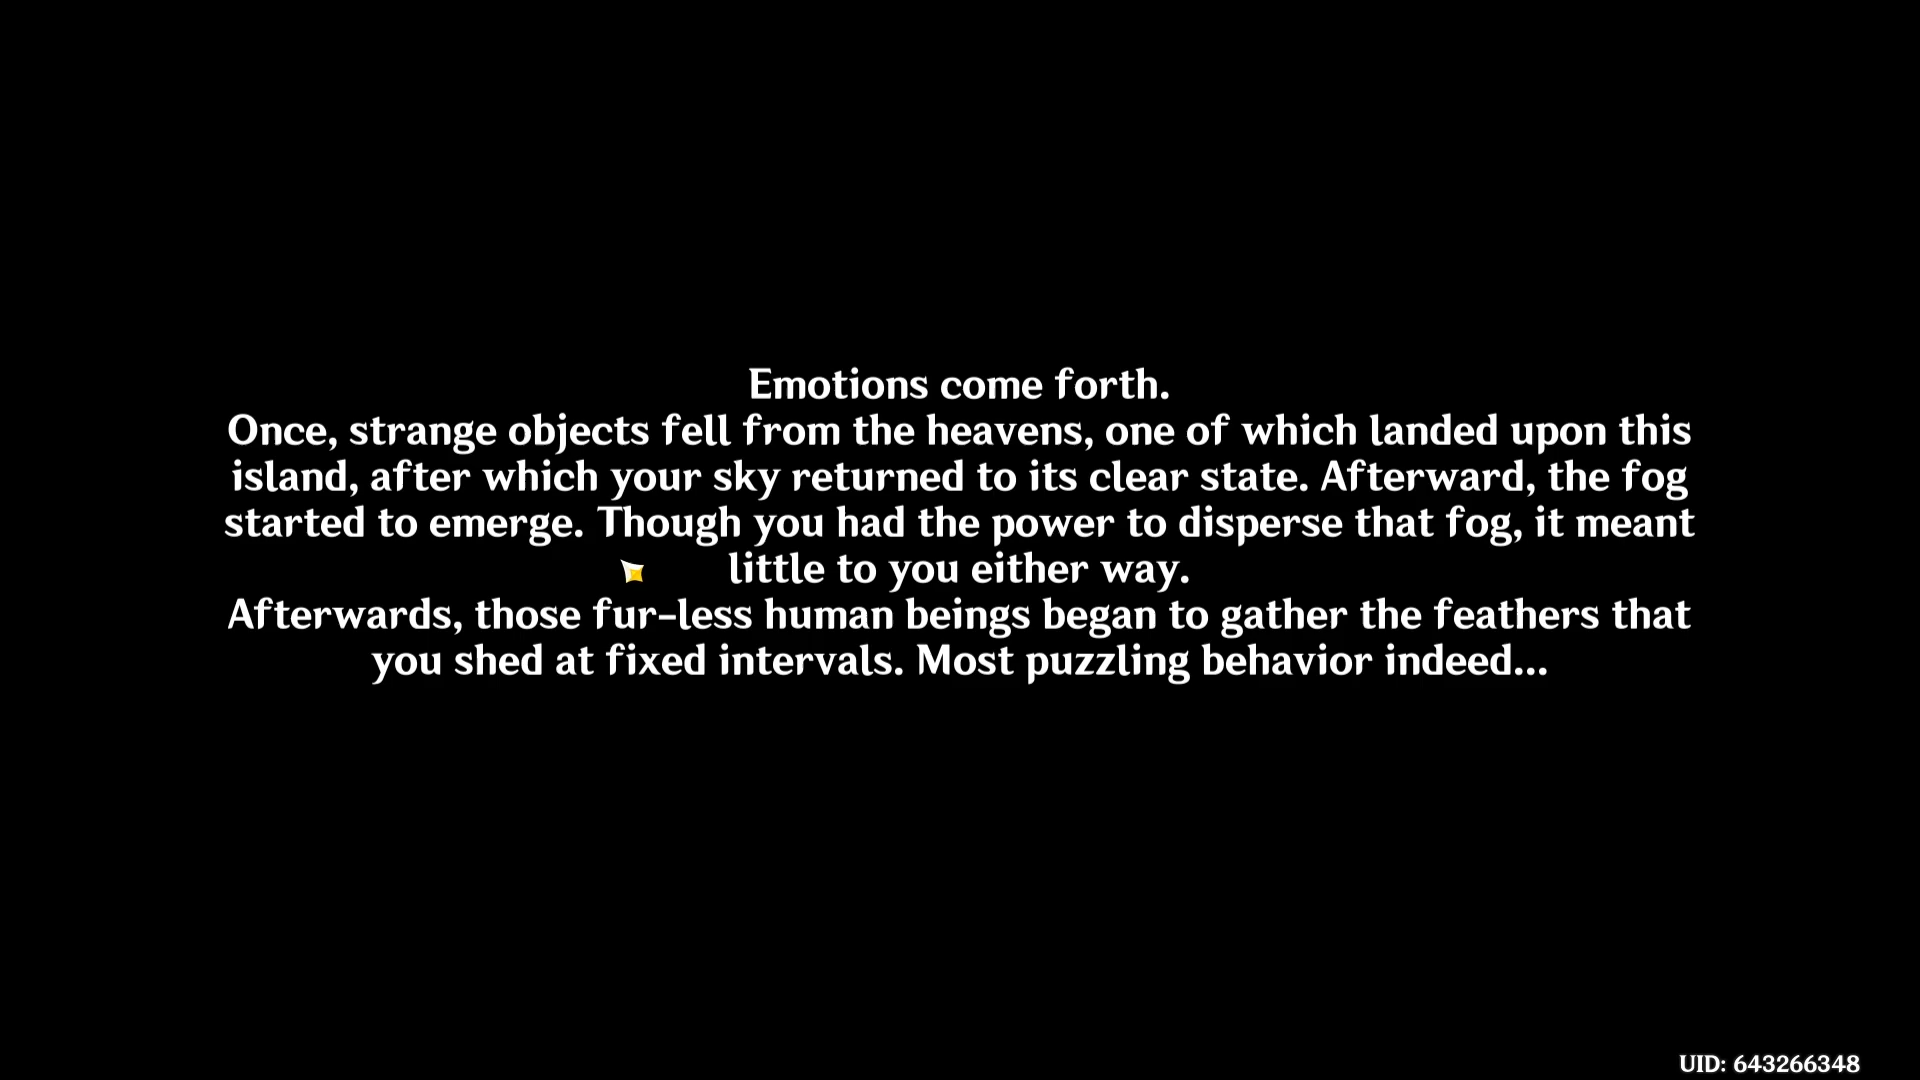 Emotions come forth.
Once, strange objects fell from the heavens, one of which landed upon this
island, after which your sky returned to its clear state. Afterward, the fog
started to emerge. Though you had the power to disperse that fog, it meant
little to you either way.
Afterwards, those fur-less human beings began to gather the feathers that
you shed at fixed intervals. Most puzzling behavior indeed...
UID: 643266348